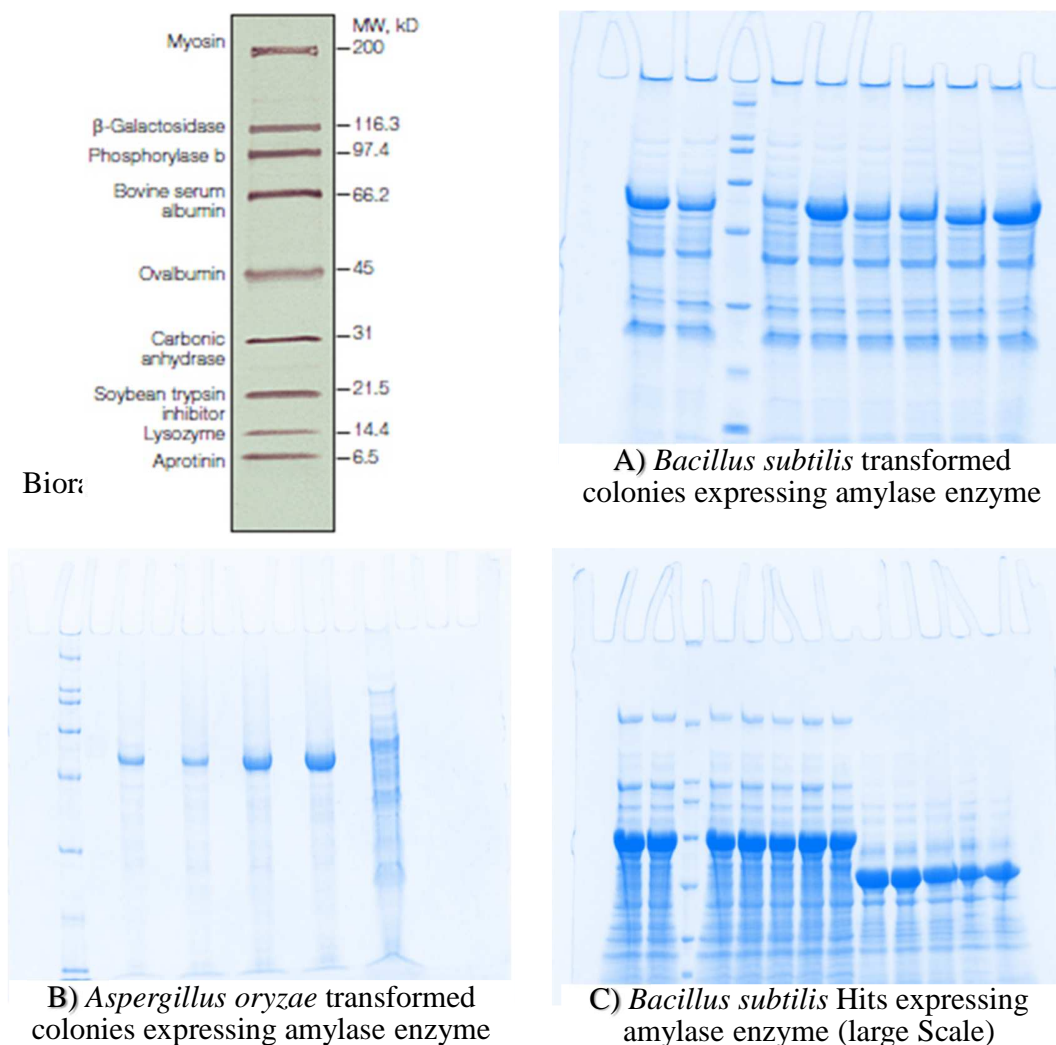 MW, kD
Myosin
200
β-Galactosidase
116.3
Phosphorylase b
97.4
Bovine serum
albumin
66.2
Ovalbumin
45
Carbonic
anhydrase
31
Soybean trypsin
inhibitor
21.5
Lysozyme
14.4
Aprotinin
6.5
A) Bacillus subtilis transformed
colonies expressing amylase enzyme
B) Aspergillus oryzae transformed
colonies expressing amylase enzyme
C) Bacillus subtilis Hits expressing
amylase enzyme (large Scale)